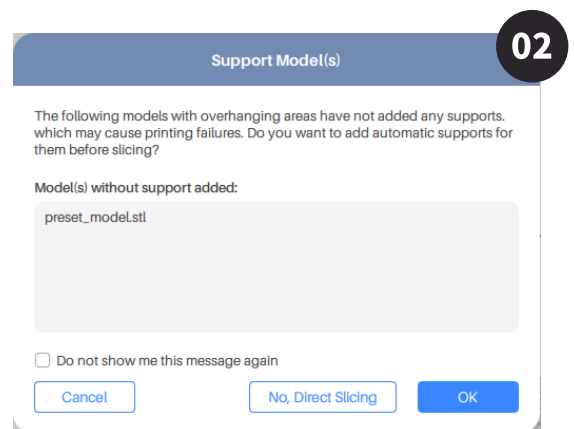 02
Support Model(s)
The following models with overhanging areas have not added any supports.
which may cause printing failures. Do you want to add automatic supports for
them before slicing?
Model(s) without support added:
preset_model.stl
Do not show me this message again
Cancel
No, Direct Slicing
OK